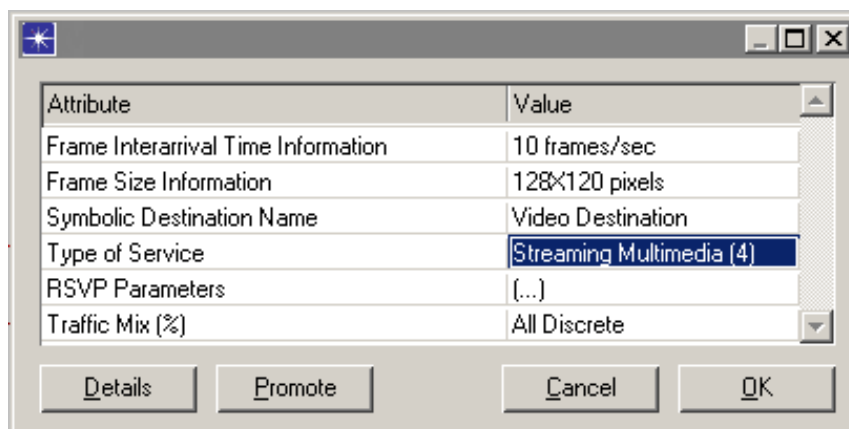 Attribute Value
Frame Interarrival Time Information 10 frames/sec
Frame Size Information 128X120 pixels
Symbolic Destination Name Video Destination
Type of Service Streaming Multimedia (4)
RSVP Parameters (...)
Traffic Mix (%) All Discrete
Details Promote Cancel OK